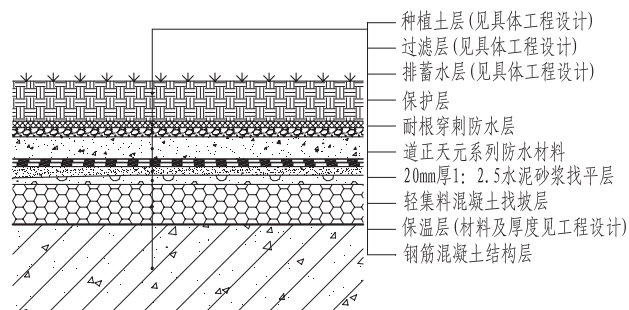 种植土层(见具体工程设计)
过滤层(见具体工程设计)
排蓄水层(见具体工程设计)
保护层
耐根穿刺防水层
道正天元系列防水材料
20mm厚1: 2.5水泥砂浆找平层
轻集料混凝土找坡层
保温层(材料及厚度见工程设计)
钢筋混凝土结构层